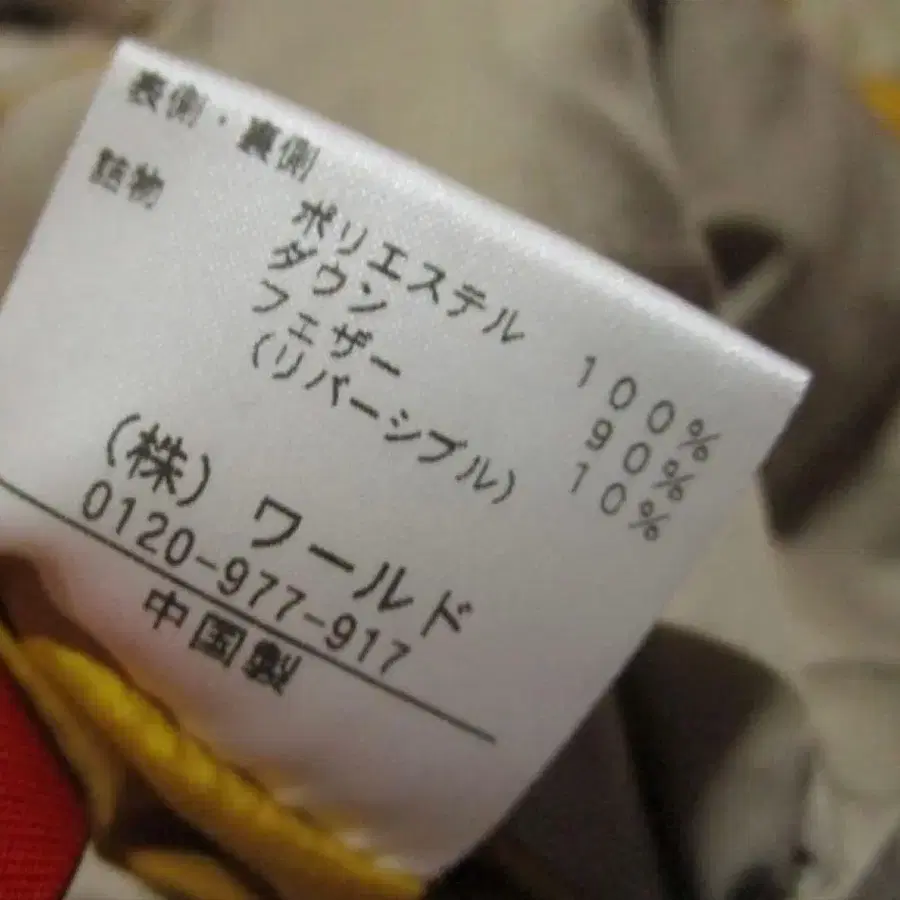 表側・裏側
ポリエステル 100%
詰物
ダウン 90%
フェザー 10%
(リバーシブル)
(株) ワールド
0120-977-917
中国製